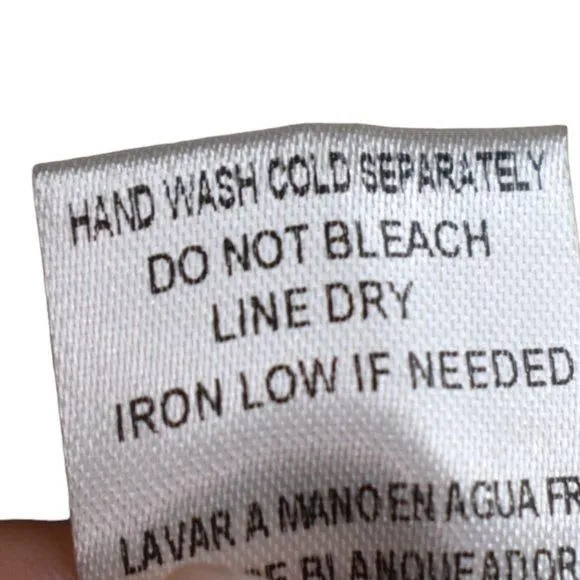 HAND WASH COLD SEPARATELY
DO NOT BLEACH
LINE DRY
IRON LOW IF NEEDED
LAVAR A MANO EN AGUA FR
BLANQUEADOR